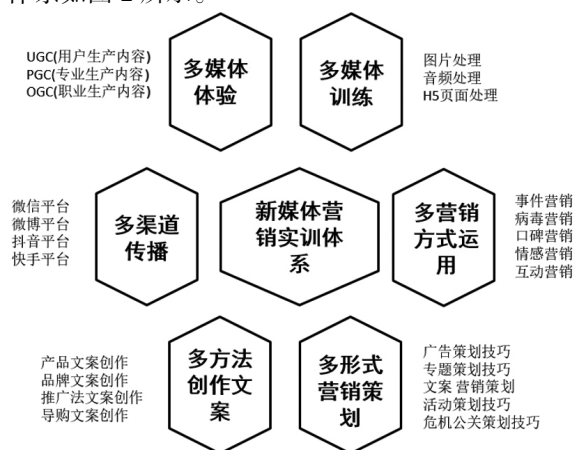 体系如图2所示。
UGC(用户生产内容)
PGC(专业生产内容)
OGC(职业生产内容)
多媒体
体验
多媒体
训练
图片处理
音频处理
H5页面处理
微信平台
微博平台
抖音平台
快手平台
多渠道
传播
新媒体营
销实训体
系
多营销
方式运
用
事件营销
病毒营销
口碑营销
情感营销
互动营销
产品文案创作
品牌文案创作
推广法文案创作
导购文案创作
多方法
创作文
案
多形式
营销策
划
广告策划技巧
专题策划技巧
文案 营销策划
活动策划技巧
危机公关策划技巧